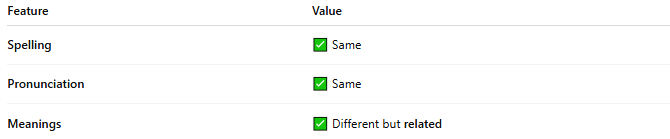 Feature Value
Spelling ✅ Same
Pronunciation ✅ Same
Meanings ✅ Different but related